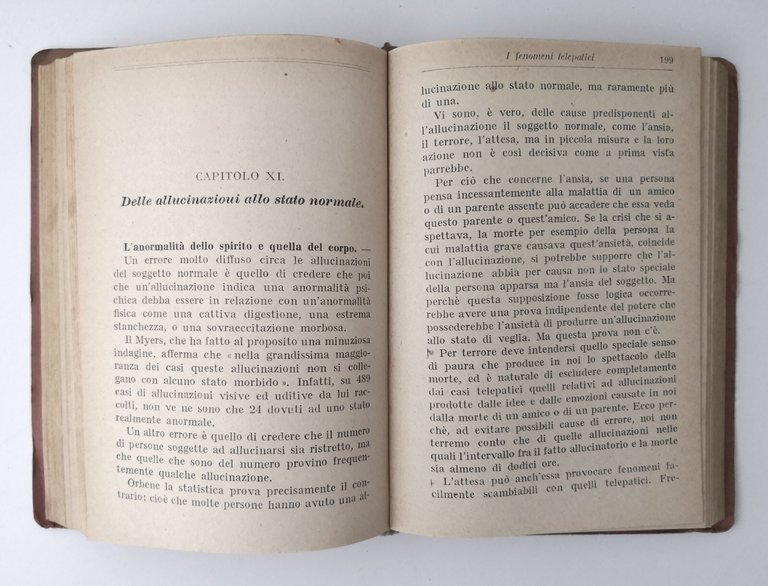 CAPITOLO XI.
Delle allucinazioni allo stato normale.
L'anormalità dello spirito e quella del corpo. —
Un errore molto diffuso circa le allucinazioni
del soggetto normale è quello di credere che poi
che un'allucinazione indica una anormalità psi-
chica debba essere in relazione con un'anormalità
fisica come una cattiva digestione, una estrema
stanchezza, o una sovraeccitazione morbosa.
Il Myers, che ha fatto al proposito una minuziosa
indagine, afferma che « nella grandissima maggio-
ranza dei casi queste allucinazioni non si colle-
gano con alcuno stato morbido ». Infatti, su 489
casi di allucinazioni visive ed uditive da lui rac-
colti, non ve ne sono che 24 dovuti ad uno stato
realmente anormale.
Un altro errore è quello di credere che il numero
di persone soggette ad allucinarsi sia ristretto, ma
che quelle che sono del numero provino frequen-
temente qualche allucinazione.
Orbene la statistica prova precisamente il con-
trario; cioè che molte persone hanno avuto una al-
I fenomeni telepatici 199
lucinazione allo stato normale, ma raramente più
di una.
Vi sono, è vero, delle cause predisponenti al-
l'allucinazione il soggetto normale, come l'ansia,
il terrore, l'attesa, ma in piccola misura e la loro
azione non è così decisiva come a prima vista
parrebbe.
Per ciò che concerne l'ansia, se una persona
pensa incessantemente alla malattia di un amico
o di un parente assente può accadere che essa veda
questo parente o quest'amico. Se la crisi che si a-
spettava, la morte per esempio della persona la
cui malattia grave causava quest'ansietà, coincide
con l'allucinazione, si potrebbe supporre che l'al-
lucinazione abbia per causa non lo stato speciale
della persona apparsa ma l'ansia del soggetto. Ma
perchè questa supposizione fosse logica occorre-
rebbe avere una prova indipendente del potere che
possederebbe l'ansietà di produrre un'allucinazione
allo stato di veglia. Ma questa prova non c'è.
Per terrore deve intendersi quello speciale senso
di paura che produce in noi lo spettacolo della
morte, ed è naturale di escludere completamente
dai casi telepatici quelli relativi ad allucinazioni
prodotte dalle idee e dalle emozioni causate in noi
dalla morte di un amico o di un parente. Ecco per-
chè, ad evitare possibili cause di errore, noi non
terremo conto che di quelle allucinazioni nelle
quali l'intervallo fra il fatto allucinatorio e la morte
sia almeno di dodici ore.
L'attesa può anch'essa provocare fenomeni fa-
cilmente scambiabili con quelli telepatici. Fre-